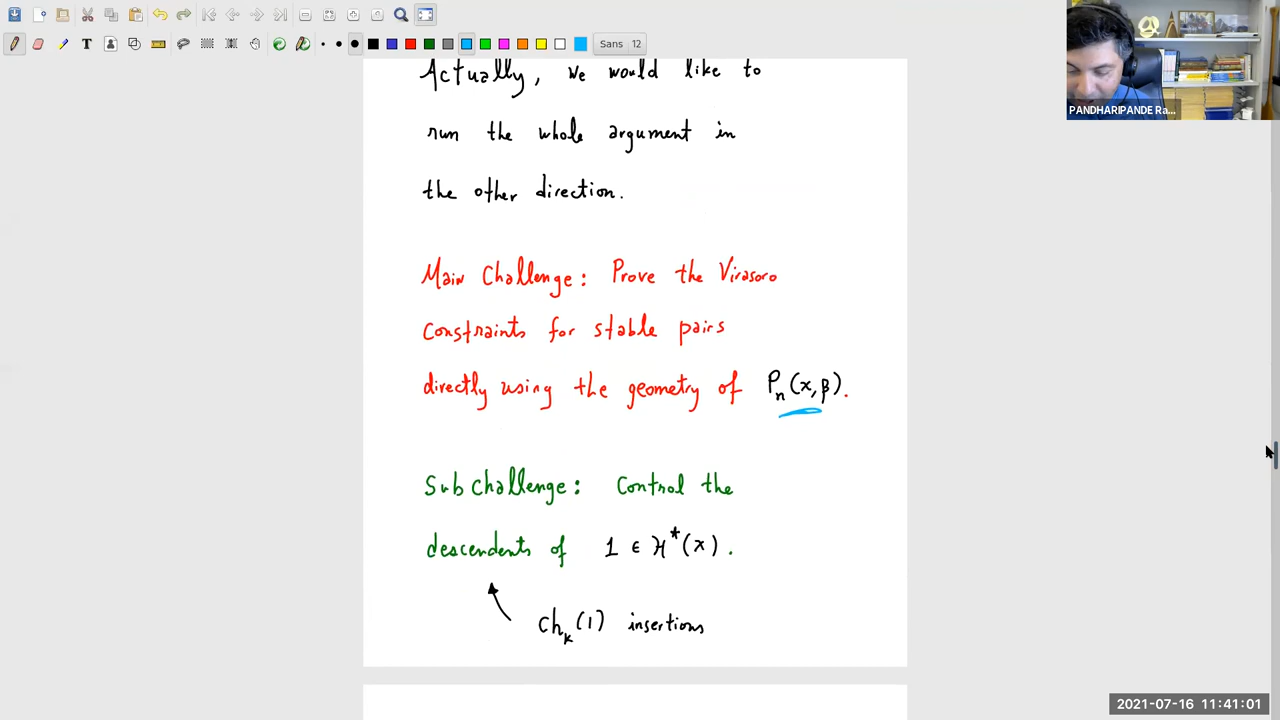 Sans 12
PANDHARIPANDE Ra...
Actually, we would like to
run the whole argument in
the other direction.
Main Challenge: Prove the Virasoro
constraints for stable pairs
directly using the geometry of Pn(X,β).
Sub challenge: Control the
descendents of 1 ∈ H*(X).
chk(1) insertions
2021-07-16 11:41:01